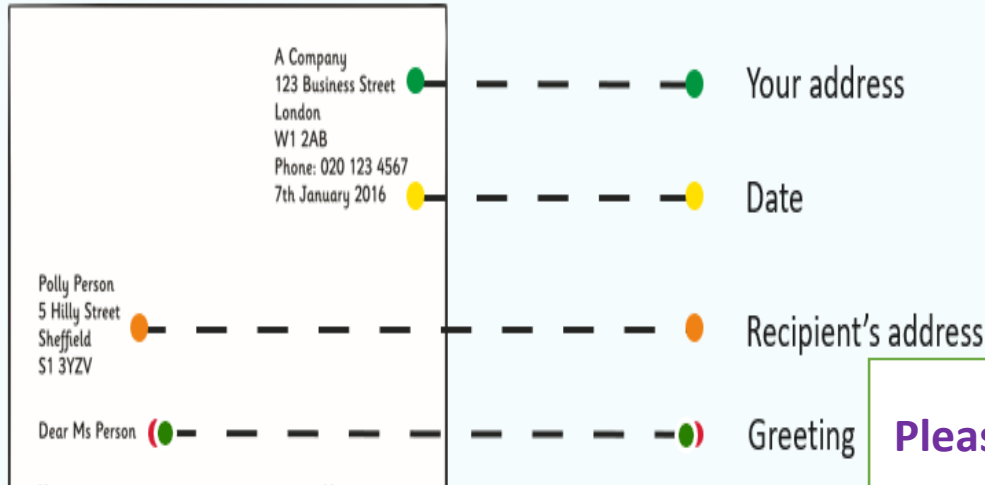 A Company
123 Business Street
London
W1 2AB
Phone: 020 123 4567
7th January 2016
Your address
Date
Polly Person
5 Hilly Street
Sheffield
S1 3YZV
Recipient's address
Dear Ms Person
Greeting